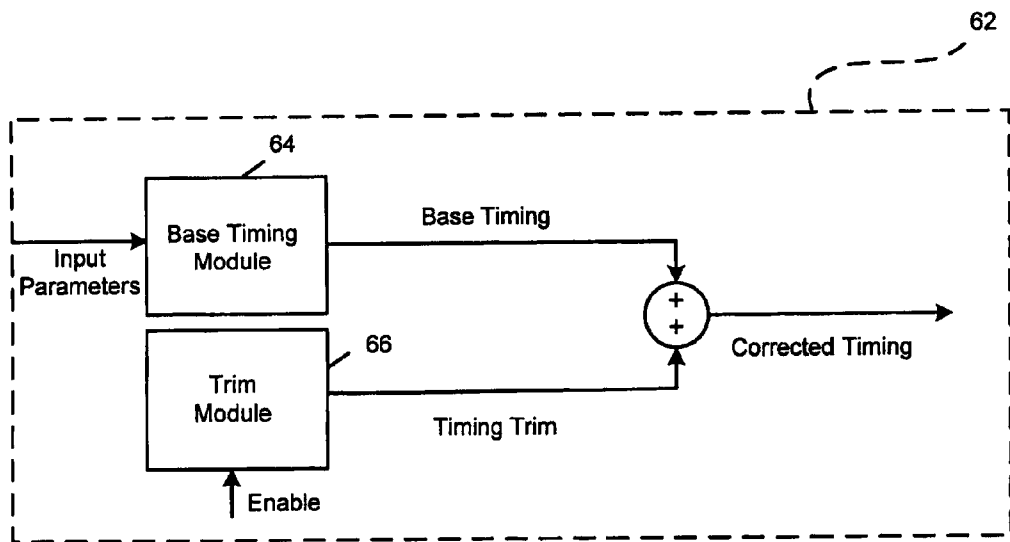 62
64
Base Timing
Module
Input
Parameters
Base Timing
+
+
Corrected Timing
66
Trim
Module
Timing Trim
Enable